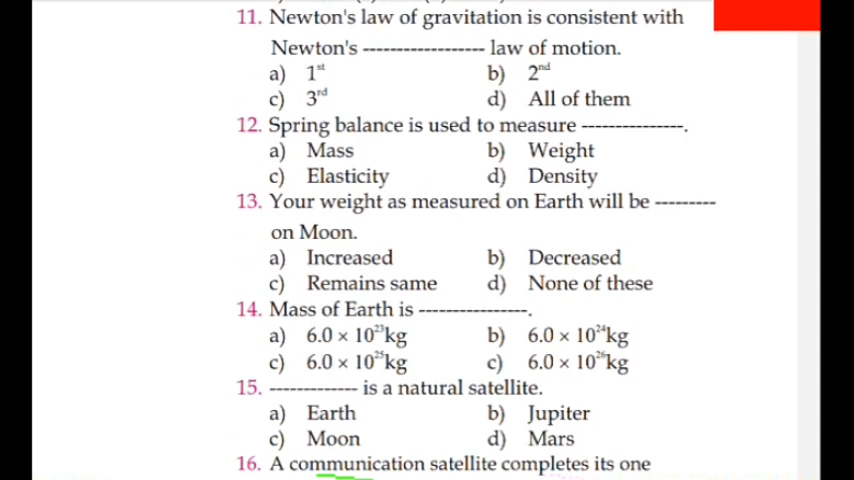 11. Newton's law of gravitation is consistent with
Newton's ------------------ law of motion.
a) 1st b) 2nd
c) 3rd d) All of them
12. Spring balance is used to measure ---------------.
a) Mass b) Weight
c) Elasticity d) Density
13. Your weight as measured on Earth will be ---------
on Moon.
a) Increased b) Decreased
c) Remains same d) None of these
14. Mass of Earth is ----------------.
a) 6.0 × 10²³kg b) 6.0 × 10²⁴kg
c) 6.0 × 10²⁵kg c) 6.0 × 10²⁶kg
15. ------------- is a natural satellite.
a) Earth b) Jupiter
c) Moon d) Mars
16. A communication satellite completes its one